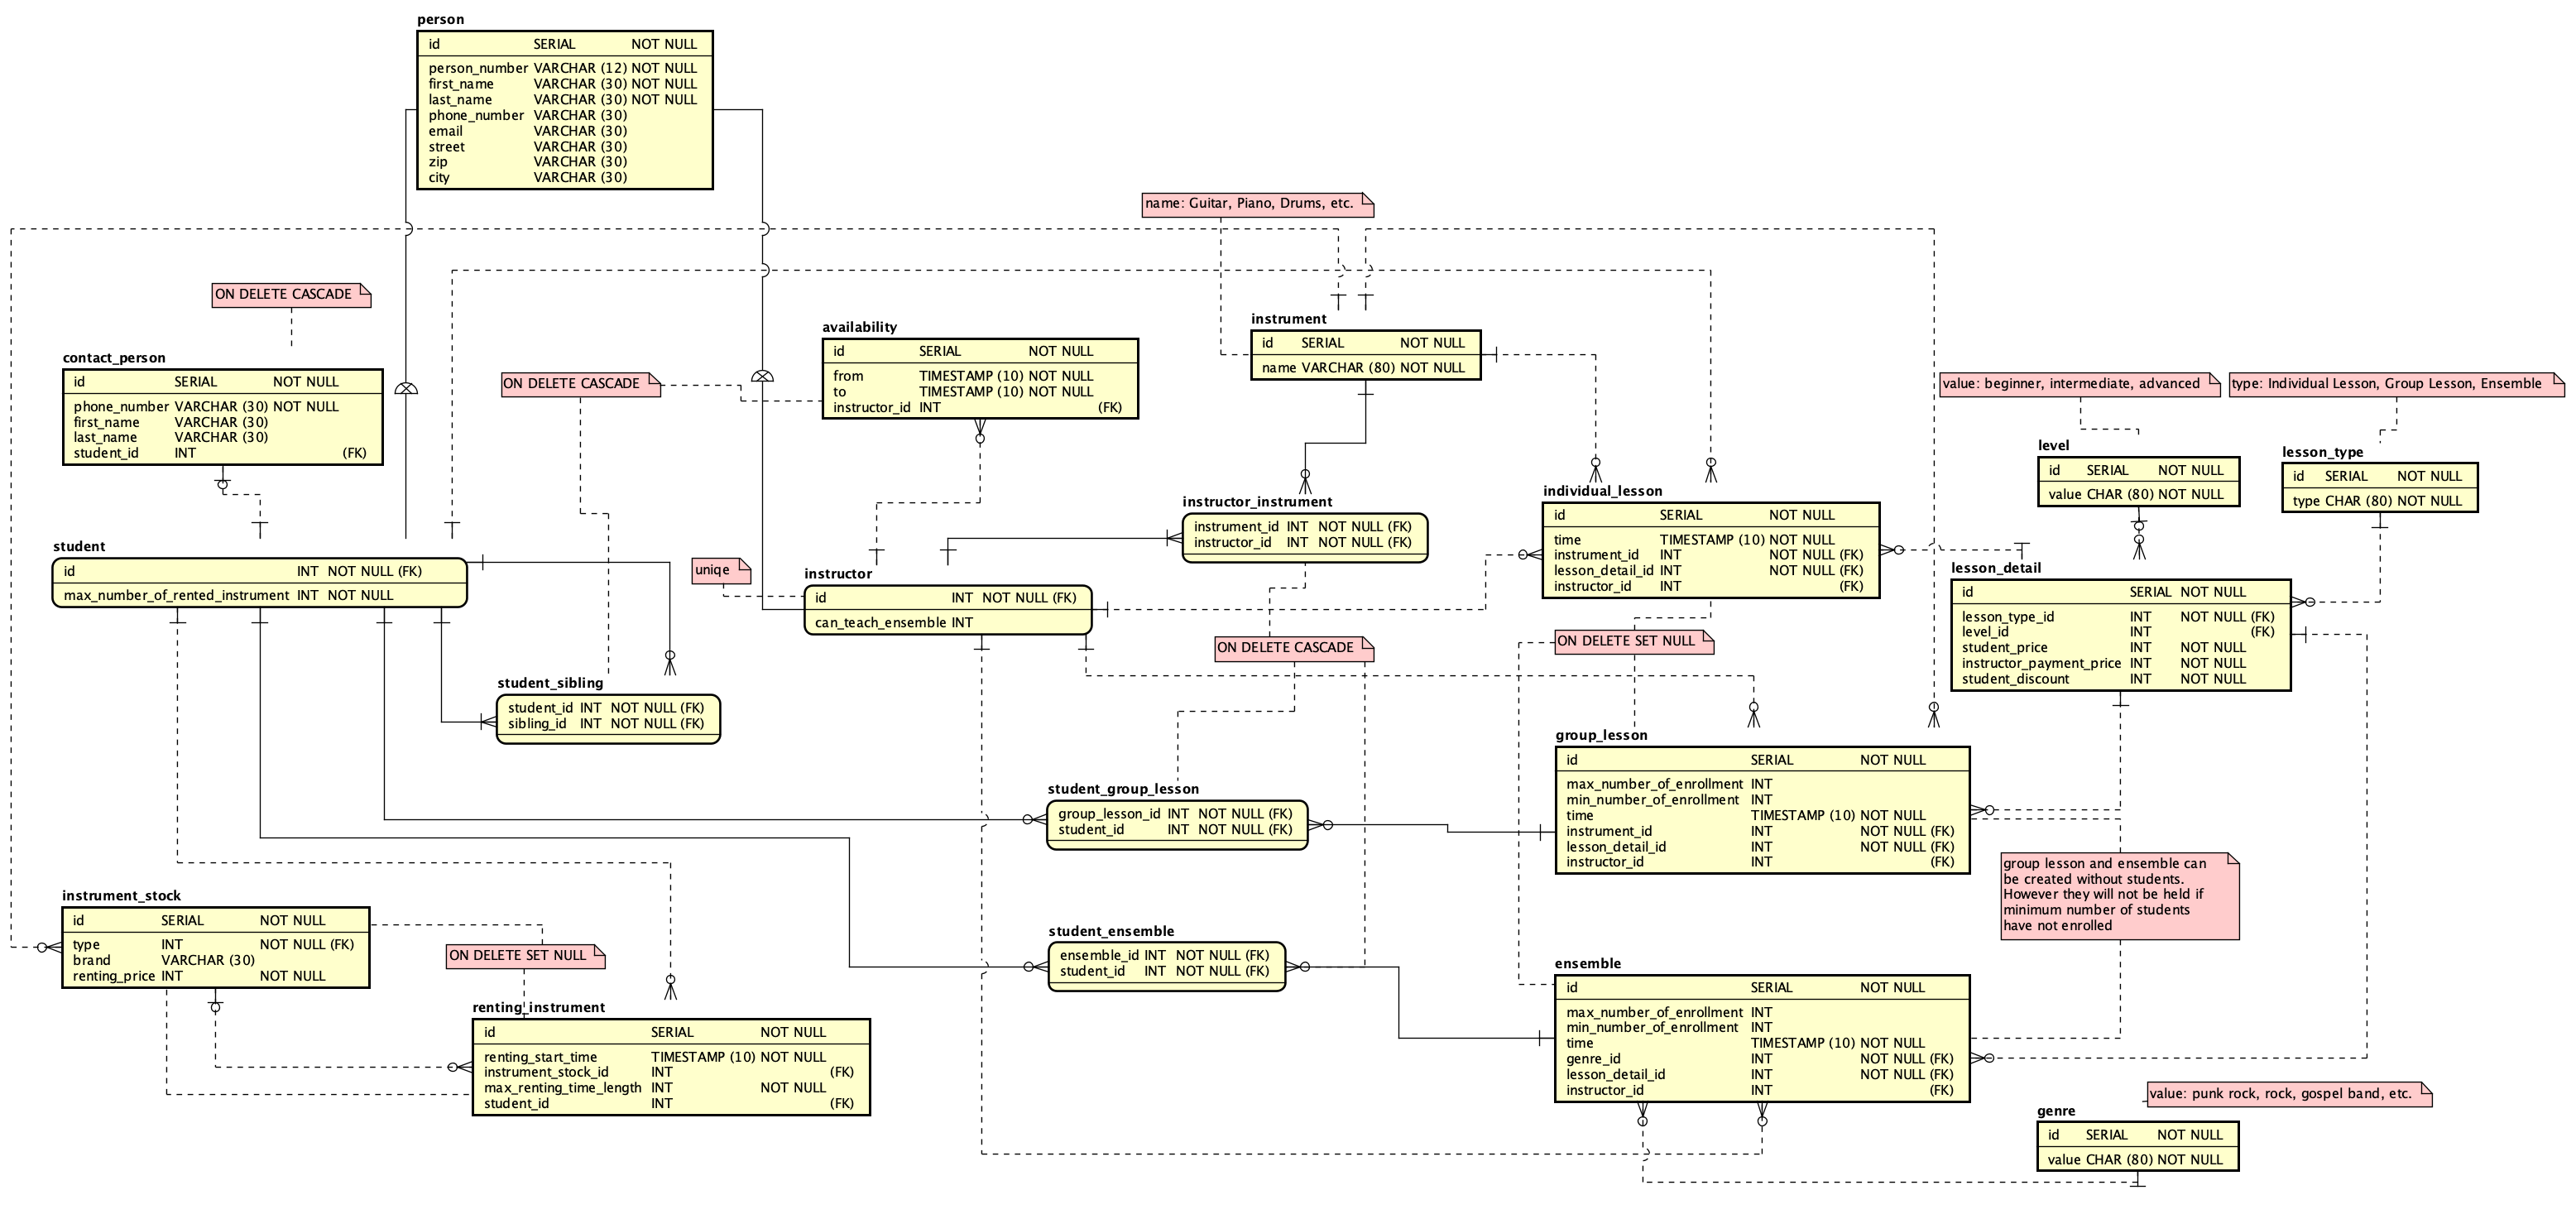 person
id SERIAL NOT NULL
person_number VARCHAR (12) NOT NULL
first_name VARCHAR (30) NOT NULL
last_name VARCHAR (30) NOT NULL
phone_number VARCHAR (30)
email VARCHAR (30)
street VARCHAR (30)
zip VARCHAR (30)
city VARCHAR (30)
name: Guitar, Piano, Drums, etc.
ON DELETE CASCADE
contact_person
id SERIAL NOT NULL
phone_number VARCHAR (30) NOT NULL
first_name VARCHAR (30)
last_name VARCHAR (30)
student_id INT (FK)
ON DELETE CASCADE
availability
id SERIAL NOT NULL
from TIMESTAMP (10) NOT NULL
to TIMESTAMP (10) NOT NULL
instructor_id INT (FK)
instrument
id SERIAL NOT NULL
name VARCHAR (80) NOT NULL
value: beginner, intermediate, advanced
type: Individual Lesson, Group Lesson, Ensemble
level
id SERIAL NOT NULL
value CHAR (80) NOT NULL
lesson_type
id SERIAL NOT NULL
type CHAR (80) NOT NULL
student
id INT NOT NULL (FK)
max_number_of_rented_instrument INT NOT NULL
uniqe
instructor
id INT NOT NULL (FK)
can_teach_ensemble INT
instructor_instrument
instrument_id INT NOT NULL (FK)
instructor_id INT NOT NULL (FK)
individual_lesson
id SERIAL NOT NULL
time TIMESTAMP (10) NOT NULL
instrument_id INT NOT NULL (FK)
lesson_detail_id INT NOT NULL (FK)
instructor_id INT (FK)
lesson_detail
id SERIAL NOT NULL
lesson_type_id INT NOT NULL (FK)
level_id INT (FK)
student_price INT NOT NULL
instructor_payment_price INT NOT NULL
student_discount INT NOT NULL
ON DELETE CASCADE
ON DELETE SET NULL
student_sibling
student_id INT NOT NULL (FK)
sibling_id INT NOT NULL (FK)
student_group_lesson
group_lesson_id INT NOT NULL (FK)
student_id INT NOT NULL (FK)
group_lesson
id SERIAL NOT NULL
max_number_of_enrollment INT
min_number_of_enrollment INT
time TIMESTAMP (10) NOT NULL
instrument_id INT NOT NULL (FK)
lesson_detail_id INT NOT NULL (FK)
instructor_id INT (FK)
group lesson and ensemble can
be created without students.
However they will not be held if
minimum number of students
have not enrolled
instrument_stock
id SERIAL NOT NULL
type INT NOT NULL (FK)
brand VARCHAR (30)
renting_price INT NOT NULL
ON DELETE SET NULL
student_ensemble
ensemble_id INT NOT NULL (FK)
student_id INT NOT NULL (FK)
ensemble
id SERIAL NOT NULL
max_number_of_enrollment INT
min_number_of_enrollment INT
time TIMESTAMP (10) NOT NULL
genre_id INT NOT NULL (FK)
lesson_detail_id INT NOT NULL (FK)
instructor_id INT (FK)
renting_instrument
id SERIAL NOT NULL
renting_start_time TIMESTAMP (10) NOT NULL
instrument_stock_id INT (FK)
max_renting_time_length INT NOT NULL
student_id INT (FK)
value: punk rock, rock, gospel band, etc.
genre
id SERIAL NOT NULL
value CHAR (80) NOT NULL